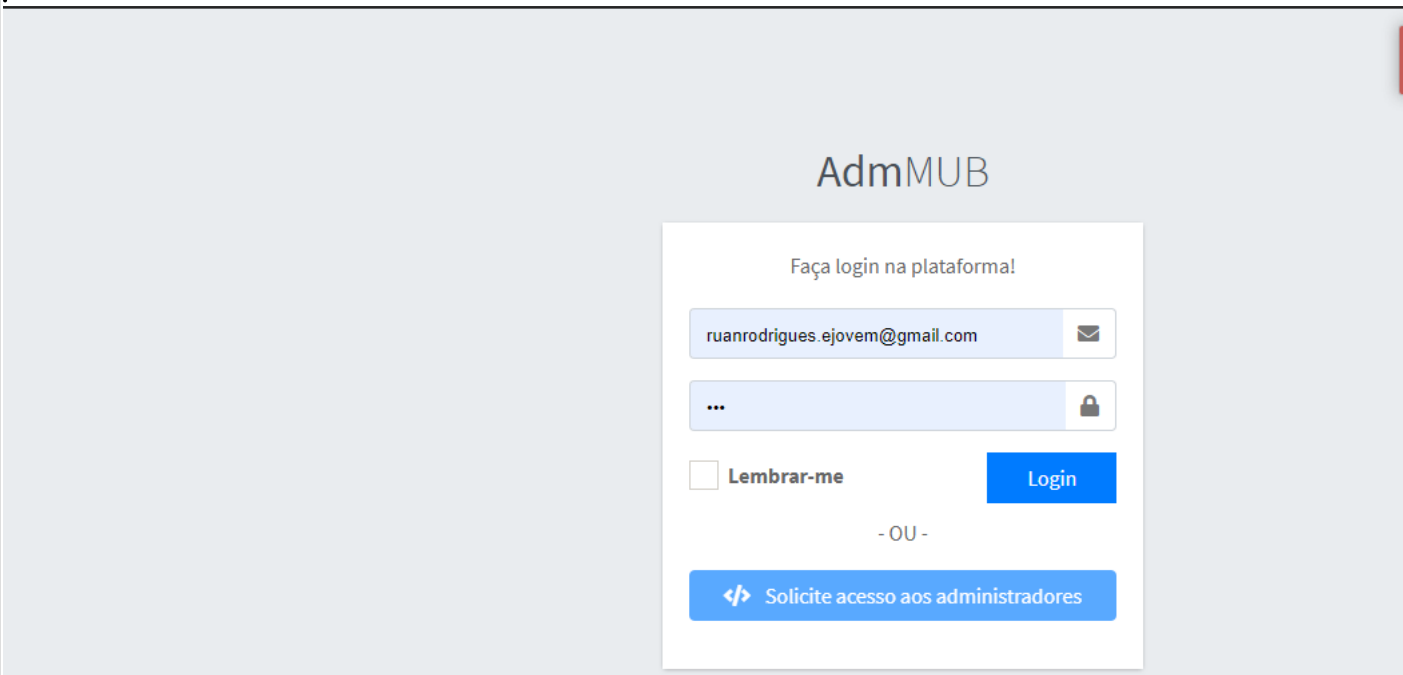 AdmMUB
Faça login na plataforma!
ruanrodrigues.ejovem@gmail.com
•••
Lembrar-me
Login
- OU -
Solicite acesso aos administradores